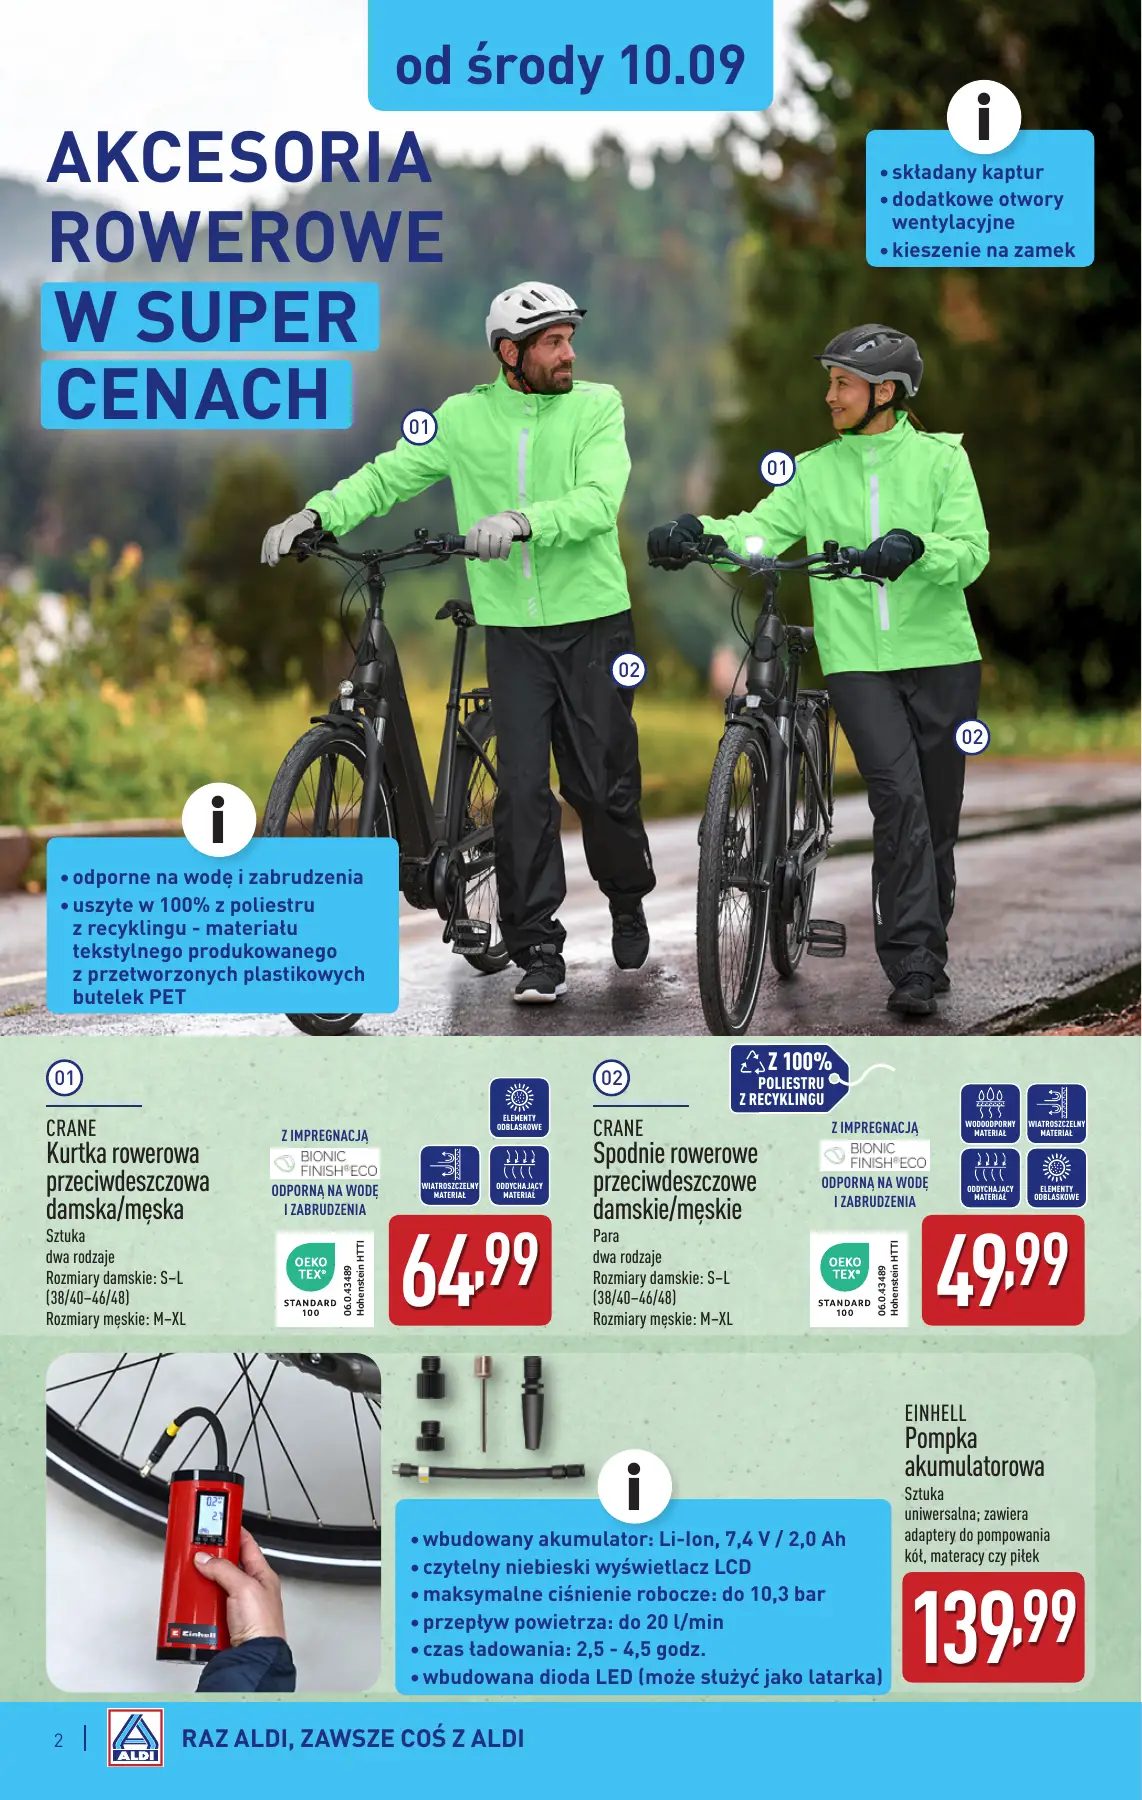 od środy 10.09
AKCESORIA
ROWEROWE
W SUPER
CENACH
i
• składany kaptur
• dodatkowe otwory
wentylacyjne
• kieszenie na zamek
01
01
02
02
i
• odporne na wodę i zabrudzenia
• uszyte w 100% z poliestru
z recyklingu - materiału
tekstylnego produkowanego
z przetworzonych plastikowych
butelek PET
01
CRANE
Kurtka rowerowa
przeciwdeszczowa
damska/męska
Sztuka
dwa rodzaje
Rozmiary damskie: S–L
(38/40–46/48)
Rozmiary męskie: M–XL
Z IMPREGNACJĄ
BIONIC
FINISH®ECO
ODPORNĄ NA WODĘ
I ZABRUDZENIA
ELEMENTY
ODBLASKOWE
WIATROSZCZELNY
MATERIAŁ
ODDYCHAJĄCY
MATERIAŁ
OEKO
TEX®
STANDARD
100
06.0.43489
Hohenstein HTTI
64,99
02
Z 100%
POLIESTRU
Z RECYKLINGU
CRANE
Spodnie rowerowe
przeciwdeszczowe
damskie/męskie
Para
dwa rodzaje
Rozmiary damskie: S–L
(38/40–46/48)
Rozmiary męskie: M–XL
Z IMPREGNACJĄ
BIONIC
FINISH®ECO
ODPORNĄ NA WODĘ
I ZABRUDZENIA
WODOODPORNY
MATERIAŁ
WIATROSZCZELNY
MATERIAŁ
ODDYCHAJĄCY
MATERIAŁ
ELEMENTY
ODBLASKOWE
OEKO
TEX®
STANDARD
100
06.0.43489
Hohenstein HTTI
49,99
Einhell
i
• wbudowany akumulator: Li-Ion, 7,4 V / 2,0 Ah
• czytelny niebieski wyświetlacz LCD
• maksymalne ciśnienie robocze: do 10,3 bar
• przepływ powietrza: do 20 l/min
• czas ładowania: 2,5 - 4,5 godz.
• wbudowana dioda LED (może służyć jako latarka)
EINHELL
Pompka
akumulatorowa
Sztuka
uniwersalna; zawiera
adaptery do pompowania
kół, materacy czy piłek
139,99
2
ALDI
RAZ ALDI, ZAWSZE COŚ Z ALDI